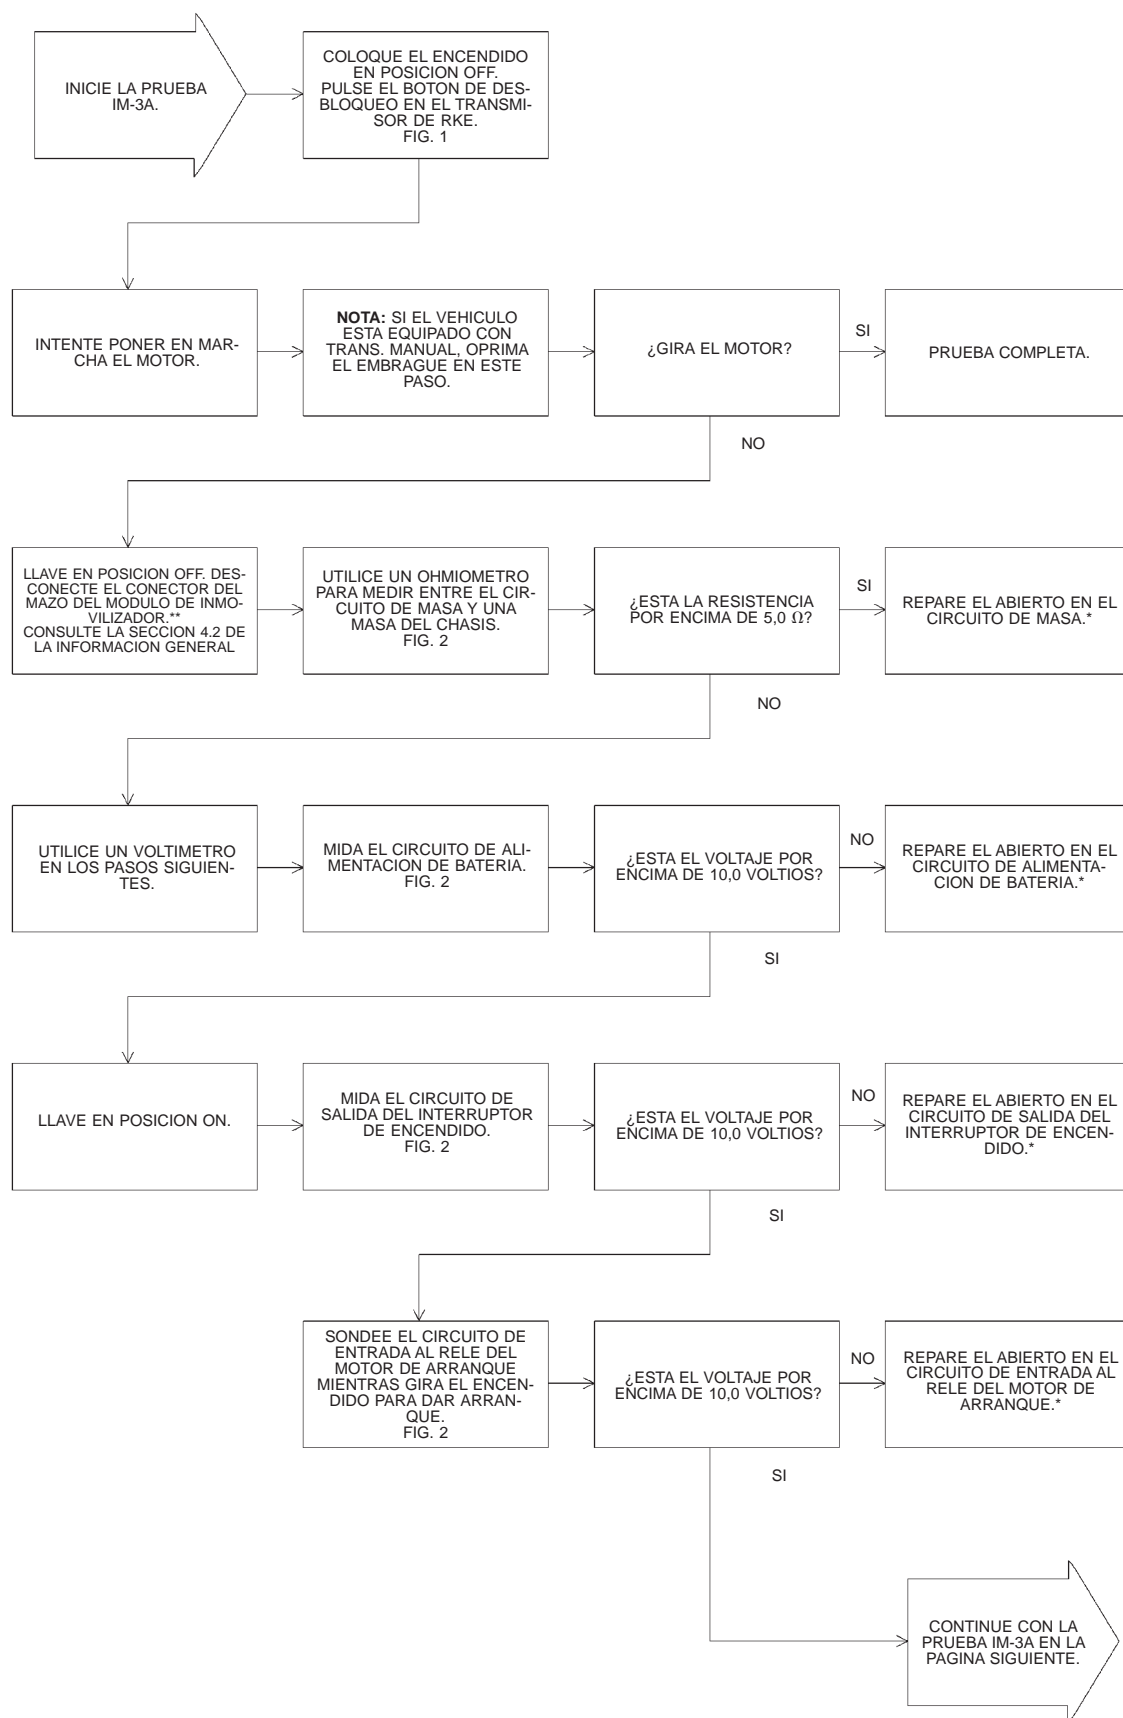 INICIE LA PRUEBA
IM-3A.
COLOQUE EL ENCENDIDO
EN POSICION OFF.
PULSE EL BOTON DE DES-
BLOQUEO EN EL TRANSMI-
SOR DE RKE.
FIG. 1
INTENTE PONER EN MAR-
CHA EL MOTOR.
NOTA: SI EL VEHICULO
ESTA EQUIPADO CON
TRANS. MANUAL, OPRIMA
EL EMBRAGUE EN ESTE
PASO.
¿GIRA EL MOTOR?
SI
PRUEBA COMPLETA.
NO
LLAVE EN POSICION OFF. DES-
CONECTE EL CONECTOR DEL
MAZO DEL MODULO DE INMO-
VILIZADOR.**
CONSULTE LA SECCION 4.2 DE
LA INFORMACION GENERAL
UTILICE UN OHMIOMETRO
PARA MEDIR ENTRE EL CIR-
CUITO DE MASA Y UNA
MASA DEL CHASIS.
FIG. 2
¿ESTA LA RESISTENCIA
POR ENCIMA DE 5,0 Ω?
SI
REPARE EL ABIERTO EN EL
CIRCUITO DE MASA.*
NO
UTILICE UN VOLTIMETRO
EN LOS PASOS SIGUIEN-
TES.
MIDA EL CIRCUITO DE ALI-
MENTACION DE BATERIA.
FIG. 2
¿ESTA EL VOLTAJE POR
ENCIMA DE 10,0 VOLTIOS?
NO
REPARE EL ABIERTO EN EL
CIRCUITO DE ALIMENTA-
CION DE BATERIA.*
SI
LLAVE EN POSICION ON.
MIDA EL CIRCUITO DE
SALIDA DEL INTERRUPTOR
DE ENCENDIDO.
FIG. 2
¿ESTA EL VOLTAJE POR
ENCIMA DE 10,0 VOLTIOS?
NO
REPARE EL ABIERTO EN EL
CIRCUITO DE SALIDA DEL
INTERRUPTOR DE ENCEN-
DIDO.*
SI
SONDEE EL CIRCUITO DE
ENTRADA AL RELE DEL
MOTOR DE ARRANQUE
MIENTRAS GIRA EL ENCEN-
DIDO PARA DAR ARRAN-
QUE.
FIG. 2
¿ESTA EL VOLTAJE POR
ENCIMA DE 10,0 VOLTIOS?
NO
REPARE EL ABIERTO EN EL
CIRCUITO DE ENTRADA AL
RELE DEL MOTOR DE
ARRANQUE.*
SI
CONTINUE CON LA
PRUEBA IM-3A EN LA
PAGINA SIGUIENTE.